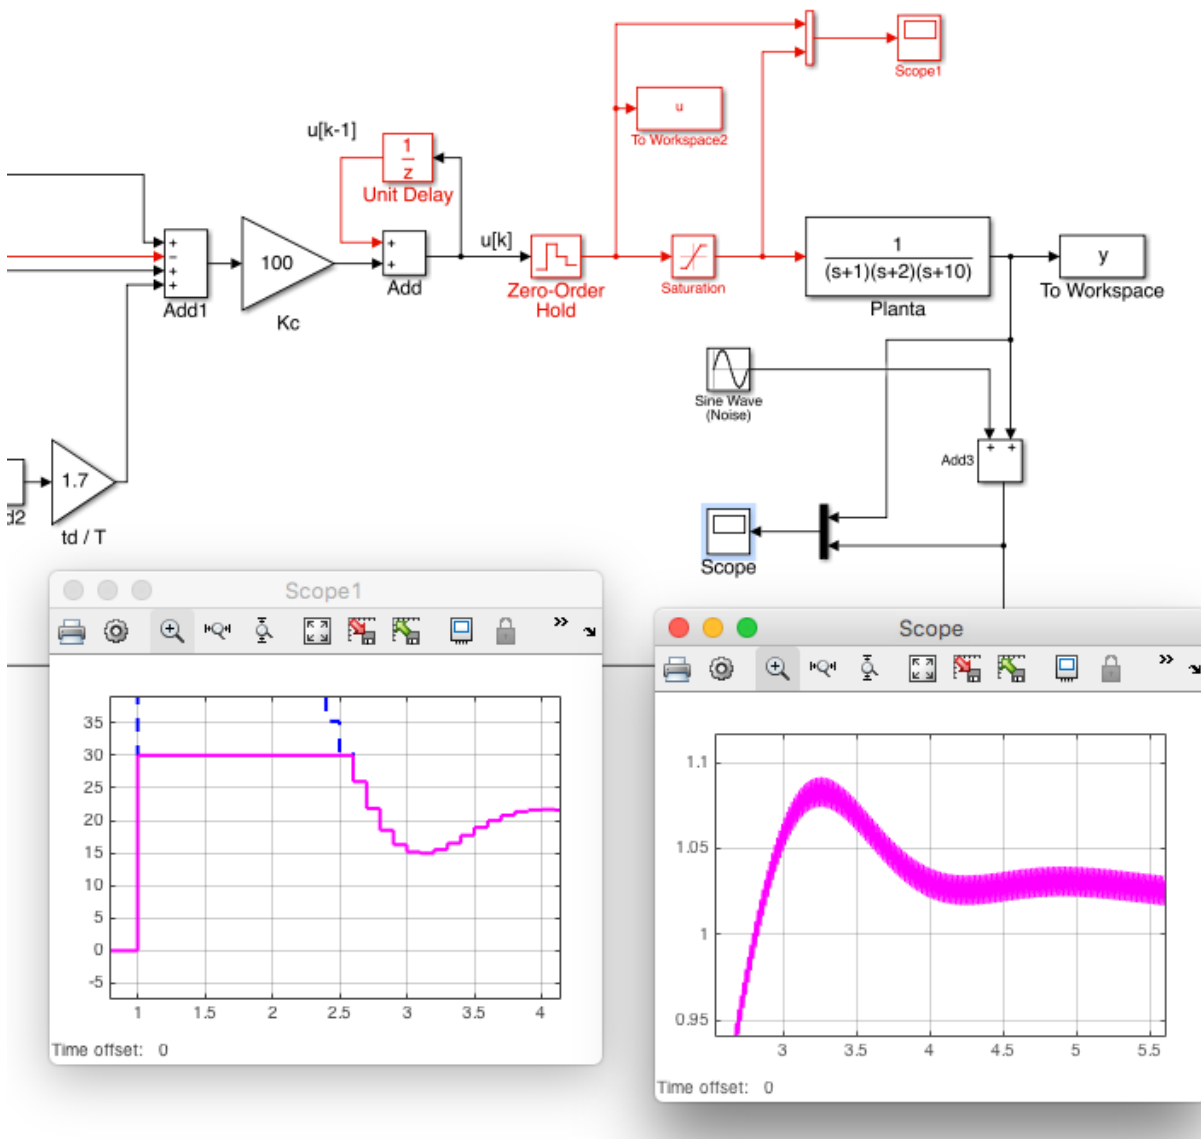 Scope1
u
To Workspace2
u[k-1]
1
z
Unit Delay
+
-
+
+
Add1
100
Kc
+
+
Add
u[k]
Zero-Order
Hold
Saturation
1
(s+1)(s+2)(s+10)
Planta
y
To Workspace
Sine Wave
(Noise)
+ +
Add3
1.7
d2
td / T
Scope
Scope1
»
35
30
25
20
15
10
5
0
-5
1 1.5 2 2.5 3 3.5 4
Time offset: 0
Scope
»
1.1
1.05
1
0.95
3 3.5 4 4.5 5 5.5
Time offset: 0